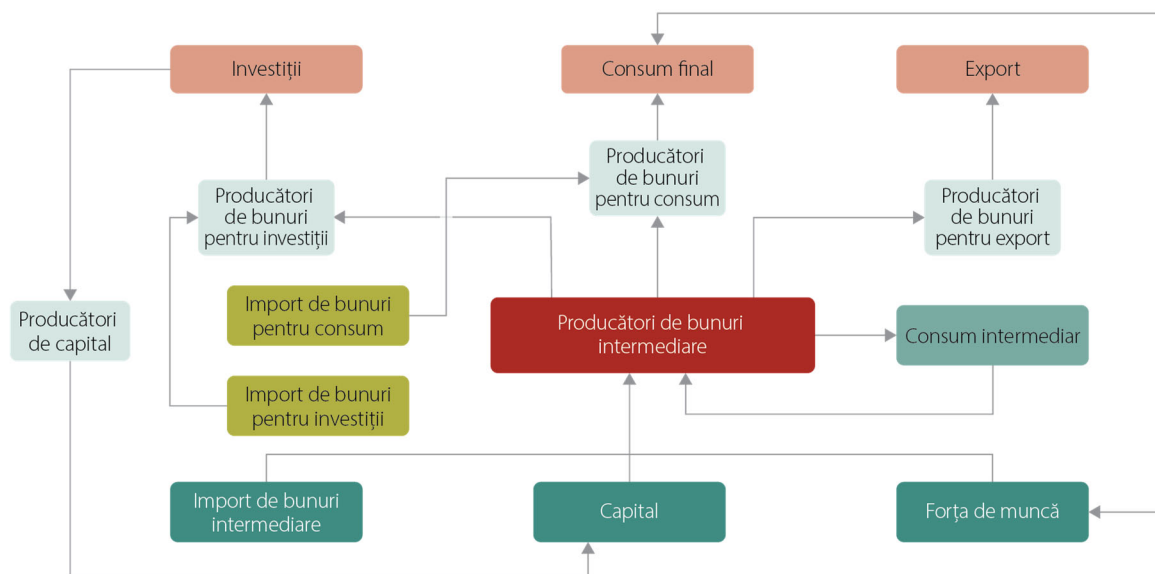 Investiții
Consum final
Export
Producători
de bunuri
pentru consum
Producători
de bunuri
pentru investiții
Producători
de bunuri
pentru export
Import de bunuri
pentru consum
Producători
de capital
Producători de bunuri
intermediare
Consum intermediar
Import de bunuri
pentru investiții
Import de bunuri
intermediare
Capital
Forța de muncă